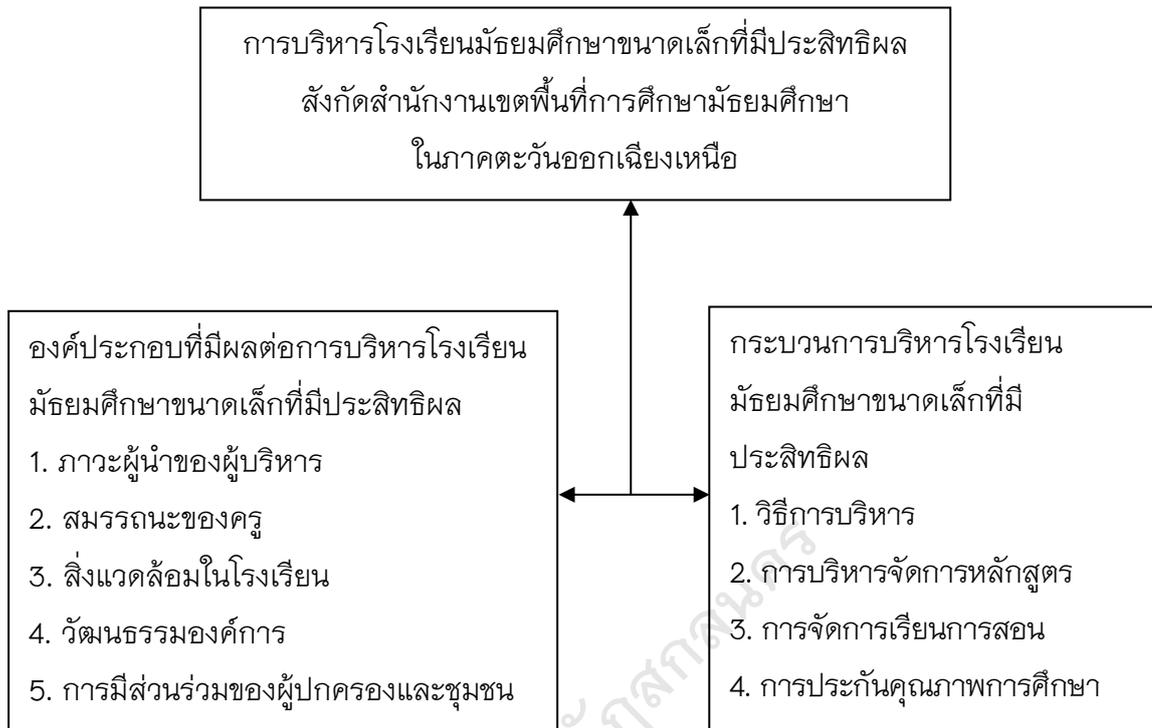 การบริหารโรงเรียนมัธยมศึกษาขนาดเล็กที่มีประสิทธิผล
สังกัดสำนักงานเขตพื้นที่การศึกษามัธยมศึกษา
ในภาคตะวันออกเฉียงเหนือ
องค์ประกอบที่มีผลต่อการบริหารโรงเรียน
มัธยมศึกษาขนาดเล็กที่มีประสิทธิผล
1. ภาวะผู้นำของผู้บริหาร
2. สมรรถนะของครู
3. สิ่งแวดล้อมในโรงเรียน
4. วัฒนธรรมองค์การ
5. การมีส่วนร่วมของผู้ปกครองและชุมชน
กระบวนการบริหารโรงเรียน
มัธยมศึกษาขนาดเล็กที่มี
ประสิทธิผล
1. วิธีการบริหาร
2. การบริหารจัดการหลักสูตร
3. การจัดการเรียนการสอน
4. การประกันคุณภาพการศึกษา